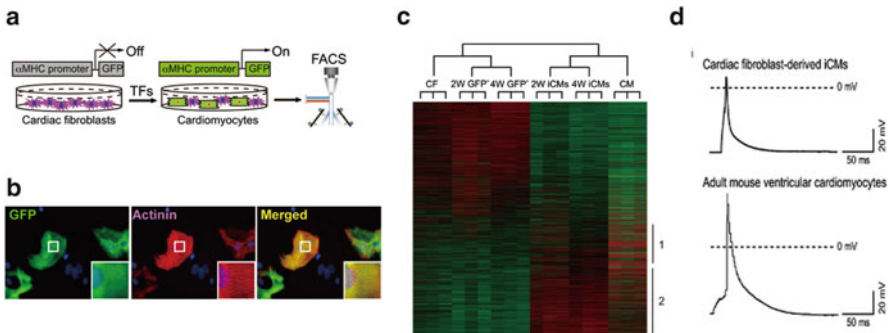 a
αMHC promoter GFP Off
αMHC promoter GFP On
FACS
TFs
Cardiac fibroblasts
Cardiomyocytes
b
GFP
Actinin
Merged
c
CF 2W GFP- 4W GFP- 2W iCMs 4W iCMs CM
1
2
d
i
Cardiac fibroblast-derived iCMs
0 mV
20 mV
50 ms
Adult mouse ventricular cardiomyocytes
0 mV
20 mV
50 ms